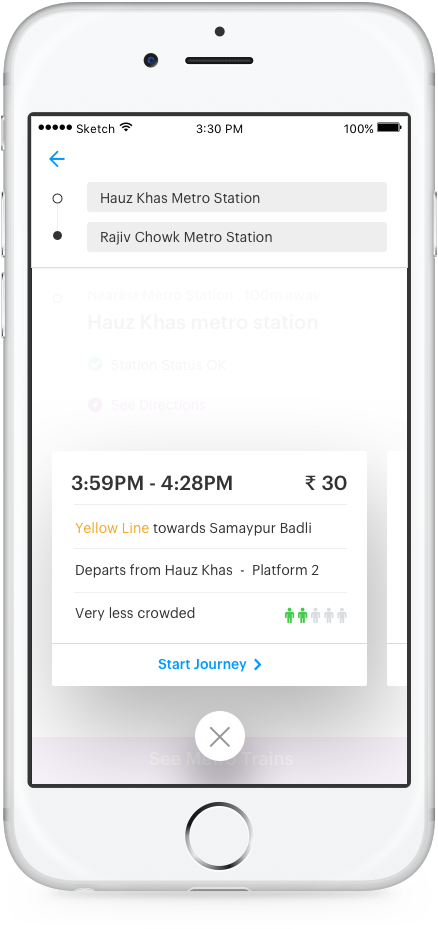 Sketch 3:30 PM 100%
Hauz Khas Metro Station
Rajiv Chowk Metro Station
Nearest Metro Station - 100m away
Hauz Khas metro station
Station Status OK
See Directions
3:59PM - 4:28PM ₹ 30
Yellow Line towards Samaypur Badli
Departs from Hauz Khas - Platform 2
Very less crowded
Start Journey
See Trains